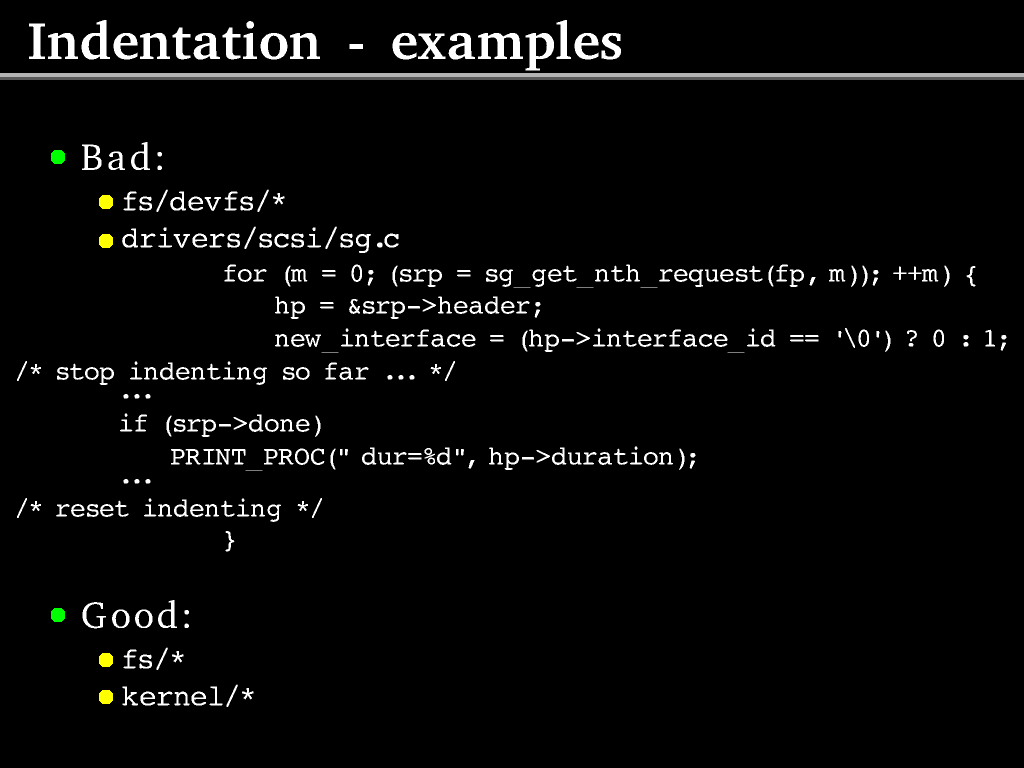 Indentation - examples
Bad:
fs/devfs/*
drivers/scsi/sg.c
for (m = 0; (srp = sg_get_nth_request(fp, m)); ++m) {
hp = &srp->header;
new_interface = (hp->interface_id == '\0') ? 0 : 1;
/* stop indenting so far ... */
...
if (srp->done)
PRINT_PROC(" dur=%d", hp->duration);
...
/* reset indenting */
}
Good:
fs/*
kernel/*